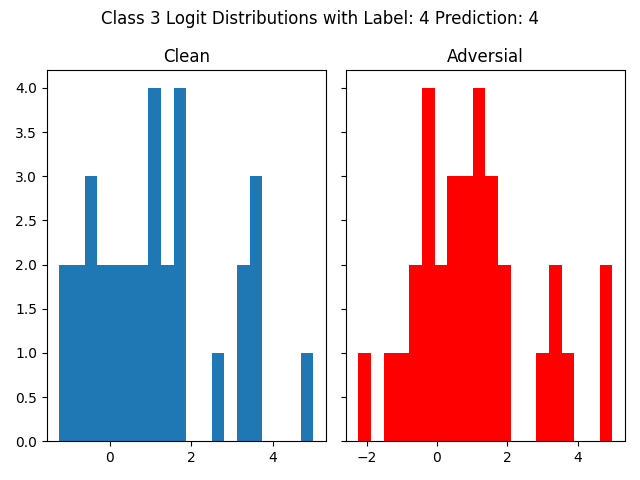 Class 3 Logit Distributions with Label: 4 Prediction: 4
Clean
Adversial
4.0
3.5
3.0
2.5
2.0
1.5
1.0
0.5
0.0
0 2 4
−2 0 2 4